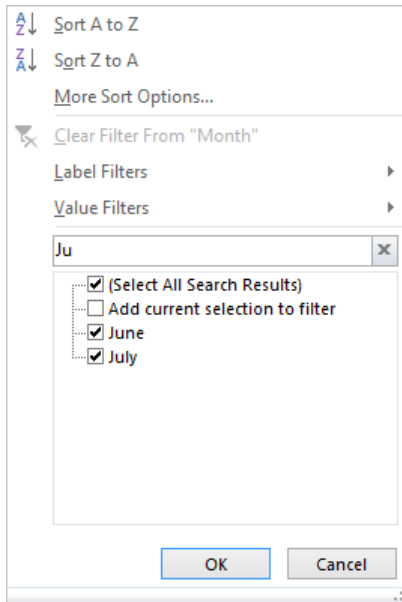 Sort A to Z
Sort Z to A
More Sort Options...
Clear Filter From "Month"
Label Filters
Value Filters
Ju
(Select All Search Results)
Add current selection to filter
June
July
OK Cancel